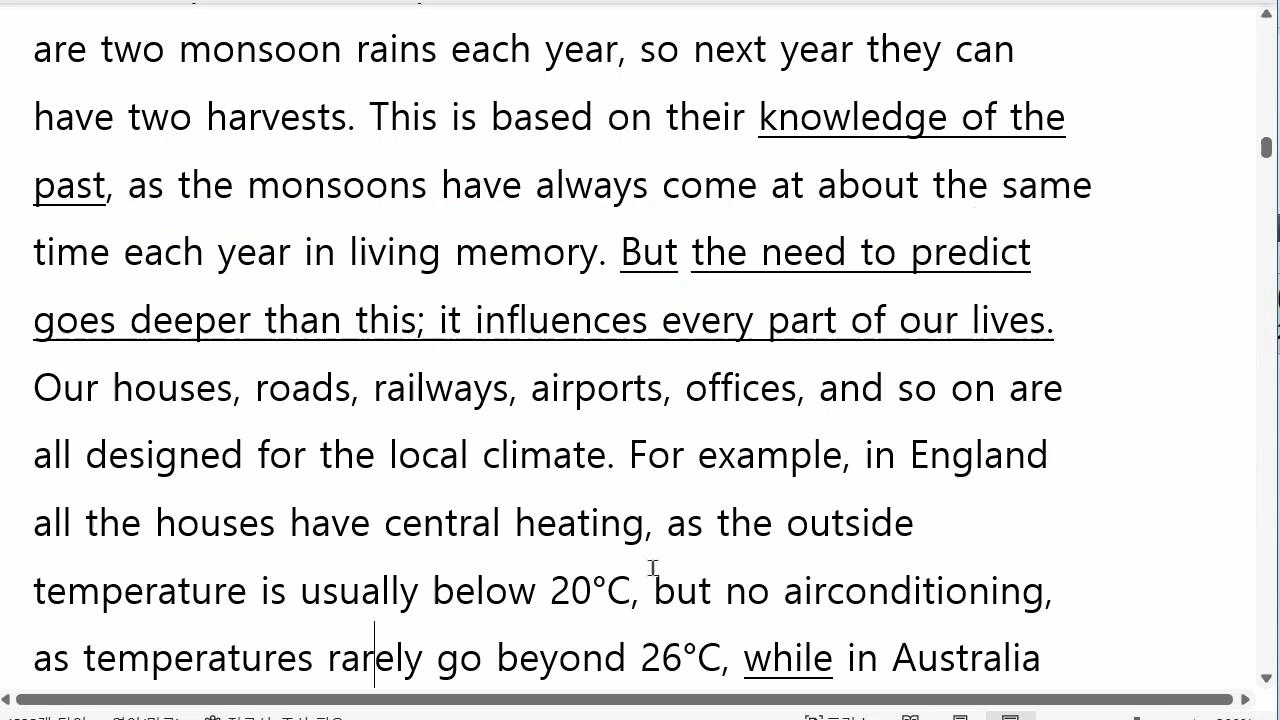 are two monsoon rains each year, so next year they can
have two harvests. This is based on their knowledge of the
past, as the monsoons have always come at about the same
time each year in living memory. But the need to predict
goes deeper than this; it influences every part of our lives.
Our houses, roads, railways, airports, offices, and so on are
all designed for the local climate. For example, in England
all the houses have central heating, as the outside
temperature is usually below 20°C, but no airconditioning,
as temperatures rarely go beyond 26°C, while in Australia